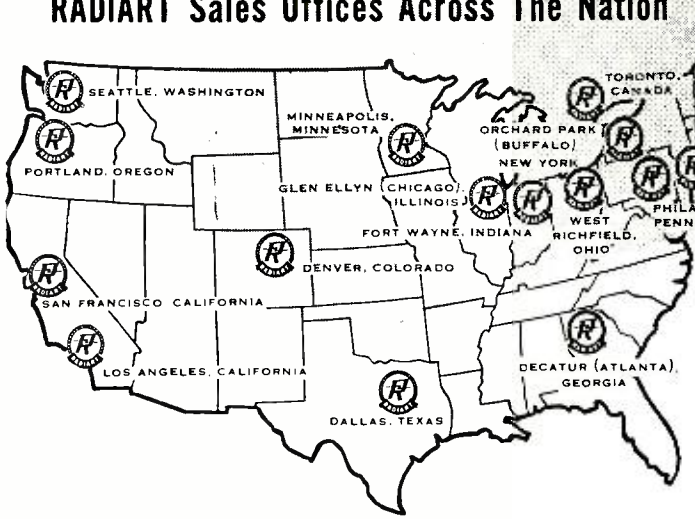 RADIART Sales Offices Across The Nation
TORONTO,
CANADA
SEATTLE, WASHINGTON
MINNEAPOLIS,
MINNESOTA
ORCHARD PARK
(BUFFALO)
NEW YORK
PORTLAND, OREGON
GLEN ELLYN (CHICAGO),
ILLINOIS
FORT WAYNE, INDIANA
WEST
RICHFIELD,
OHIO
PHILA
PENN
DENVER, COLORADO
SAN FRANCISCO CALIFORNIA
LOS ANGELES, CALIFORNIA
DECATUR (ATLANTA),
GEORGIA
DALLAS, TEXAS